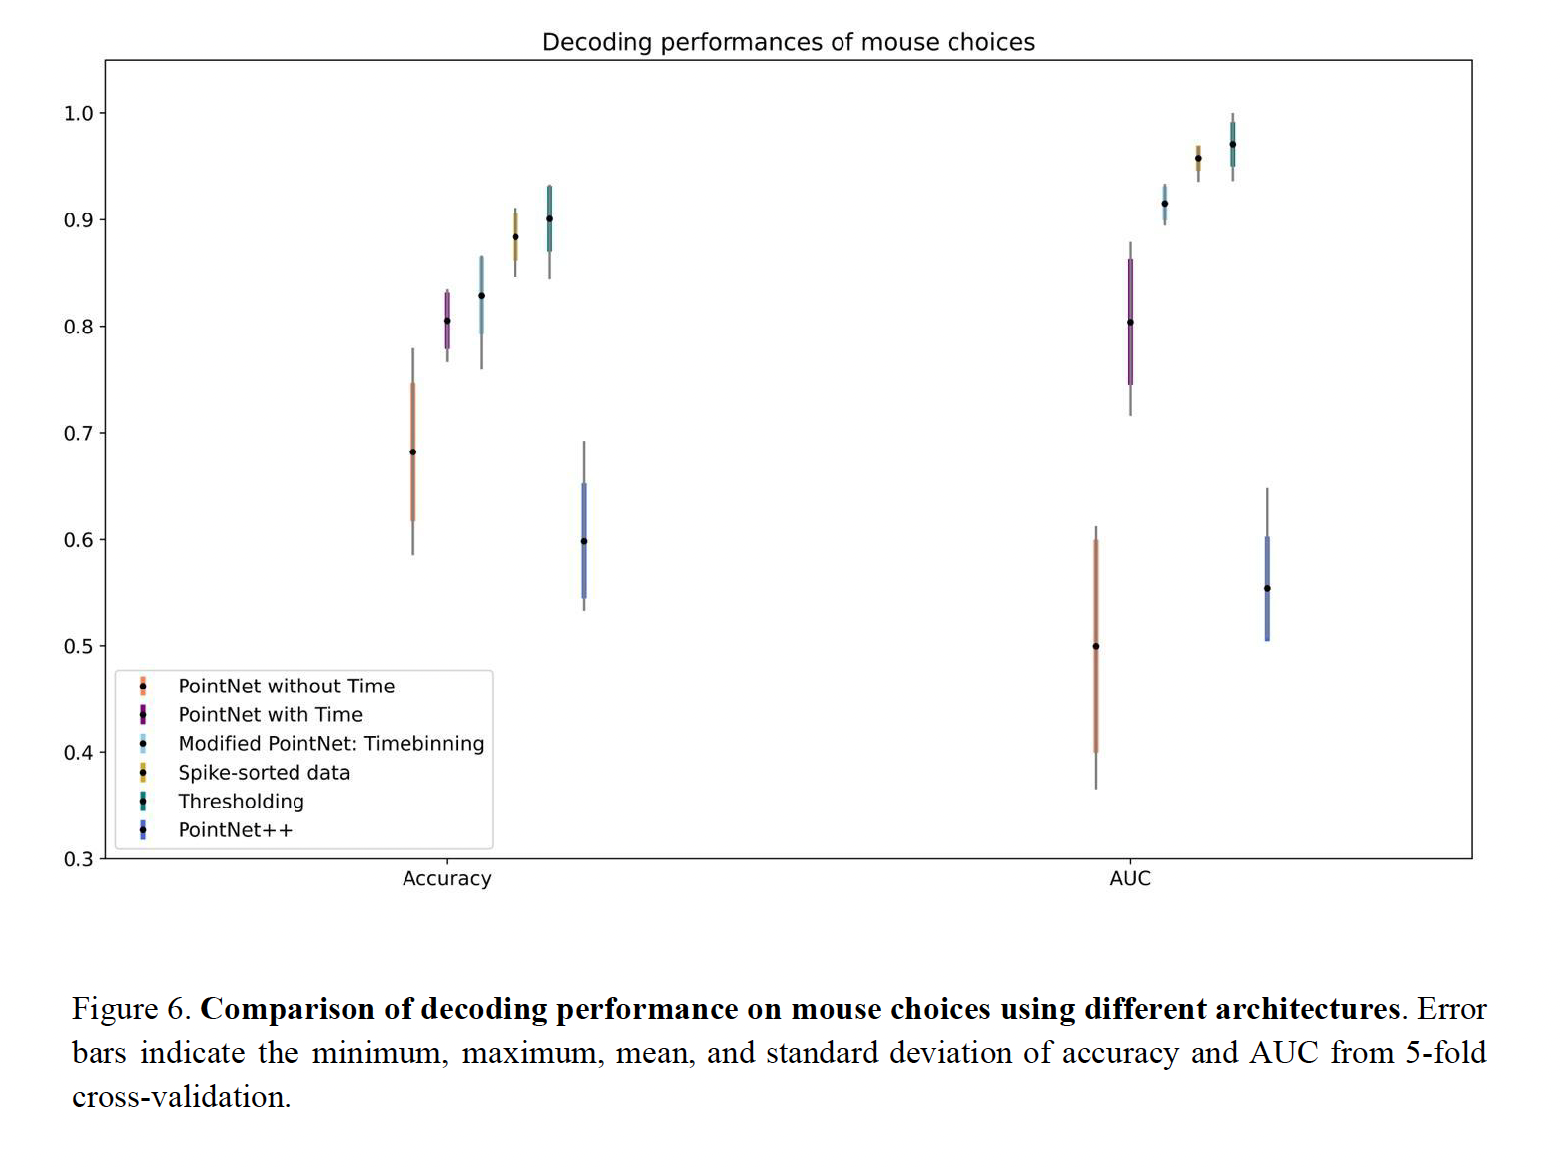 Decoding performances of mouse choices
1.0
0.9
0.8
0.7
0.6
0.5
0.4
0.3
PointNet without Time
PointNet with Time
Modified PointNet: Timebinning
Spike-sorted data
Thresholding
PointNet++
Accuracy
AUC
Figure 6. Comparison of decoding performance on mouse choices using different architectures. Error
bars indicate the minimum, maximum, mean, and standard deviation of accuracy and AUC from 5-fold
cross-validation.